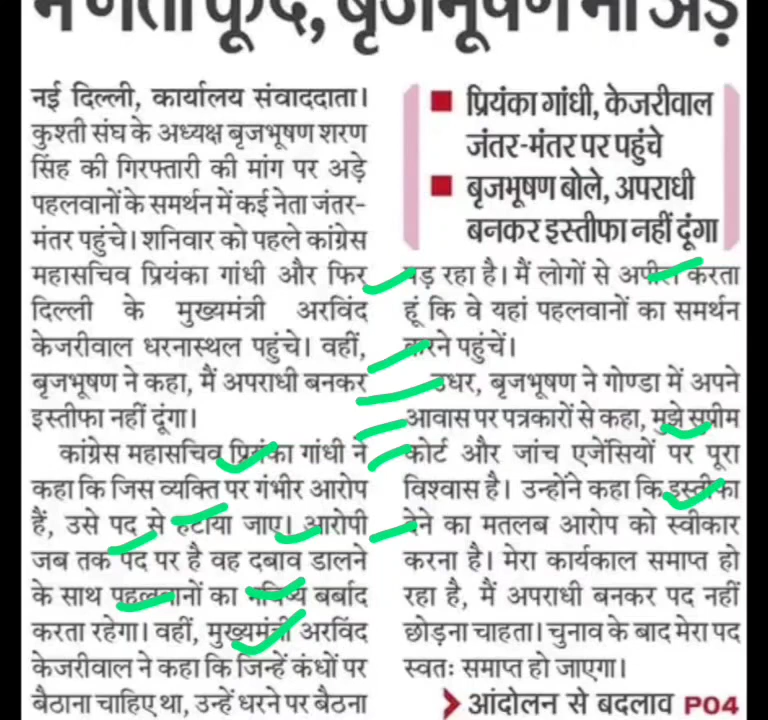 नई दिल्ली, कार्यालय संवाददाता।
कुश्ती संघ के अध्यक्ष बृजभूषण शरण
सिंह की गिरफ्तारी की मांग पर अड़े
पहलवानों के समर्थन में कई नेता जंतर-
मंतर पहुंचे। शनिवार को पहले कांग्रेस
महासचिव प्रियंका गांधी और फिर
दिल्ली के मुख्यमंत्री अरविंद
केजरीवाल धरनास्थल पहुंचे। वहीं,
बृजभूषण ने कहा, मैं अपराधी बनकर
इस्तीफा नहीं दूंगा।
कांग्रेस महासचिव प्रियंका गांधी ने
कहा कि जिस व्यक्ति पर गंभीर आरोप
हैं, उसे पद से हटाया जाए। आरोपी
जब तक पद पर है वह दबाव डालने
के साथ पहलवानों का भविष्य बर्बाद
करता रहेगा। वहीं, मुख्यमंत्री अरविंद
केजरीवाल ने कहा कि जिन्हें कंधों पर
बैठाना चाहिए था, उन्हें धरने पर बैठना
प्रियंका गांधी, केजरीवाल
जंतर-मंतर पर पहुंचे
बृजभूषण बोले, अपराधी
बनकर इस्तीफा नहीं दूंगा
पड़ रहा है। मैं लोगों से अपील करता
हूं कि वे यहां पहलवानों का समर्थन
करने पहुंचें।
उधर, बृजभूषण ने गोण्डा में अपने
आवास पर पत्रकारों से कहा, मुझे सुप्रीम
कोर्ट और जांच एजेंसियों पर पूरा
विश्वास है। उन्होंने कहा कि इस्तीफा
देने का मतलब आरोप को स्वीकार
करना है। मेरा कार्यकाल समाप्त हो
रहा है, मैं अपराधी बनकर पद नहीं
छोड़ना चाहता। चुनाव के बाद मेरा पद
स्वतः समाप्त हो जाएगा।
आंदोलन से बदलाव P04